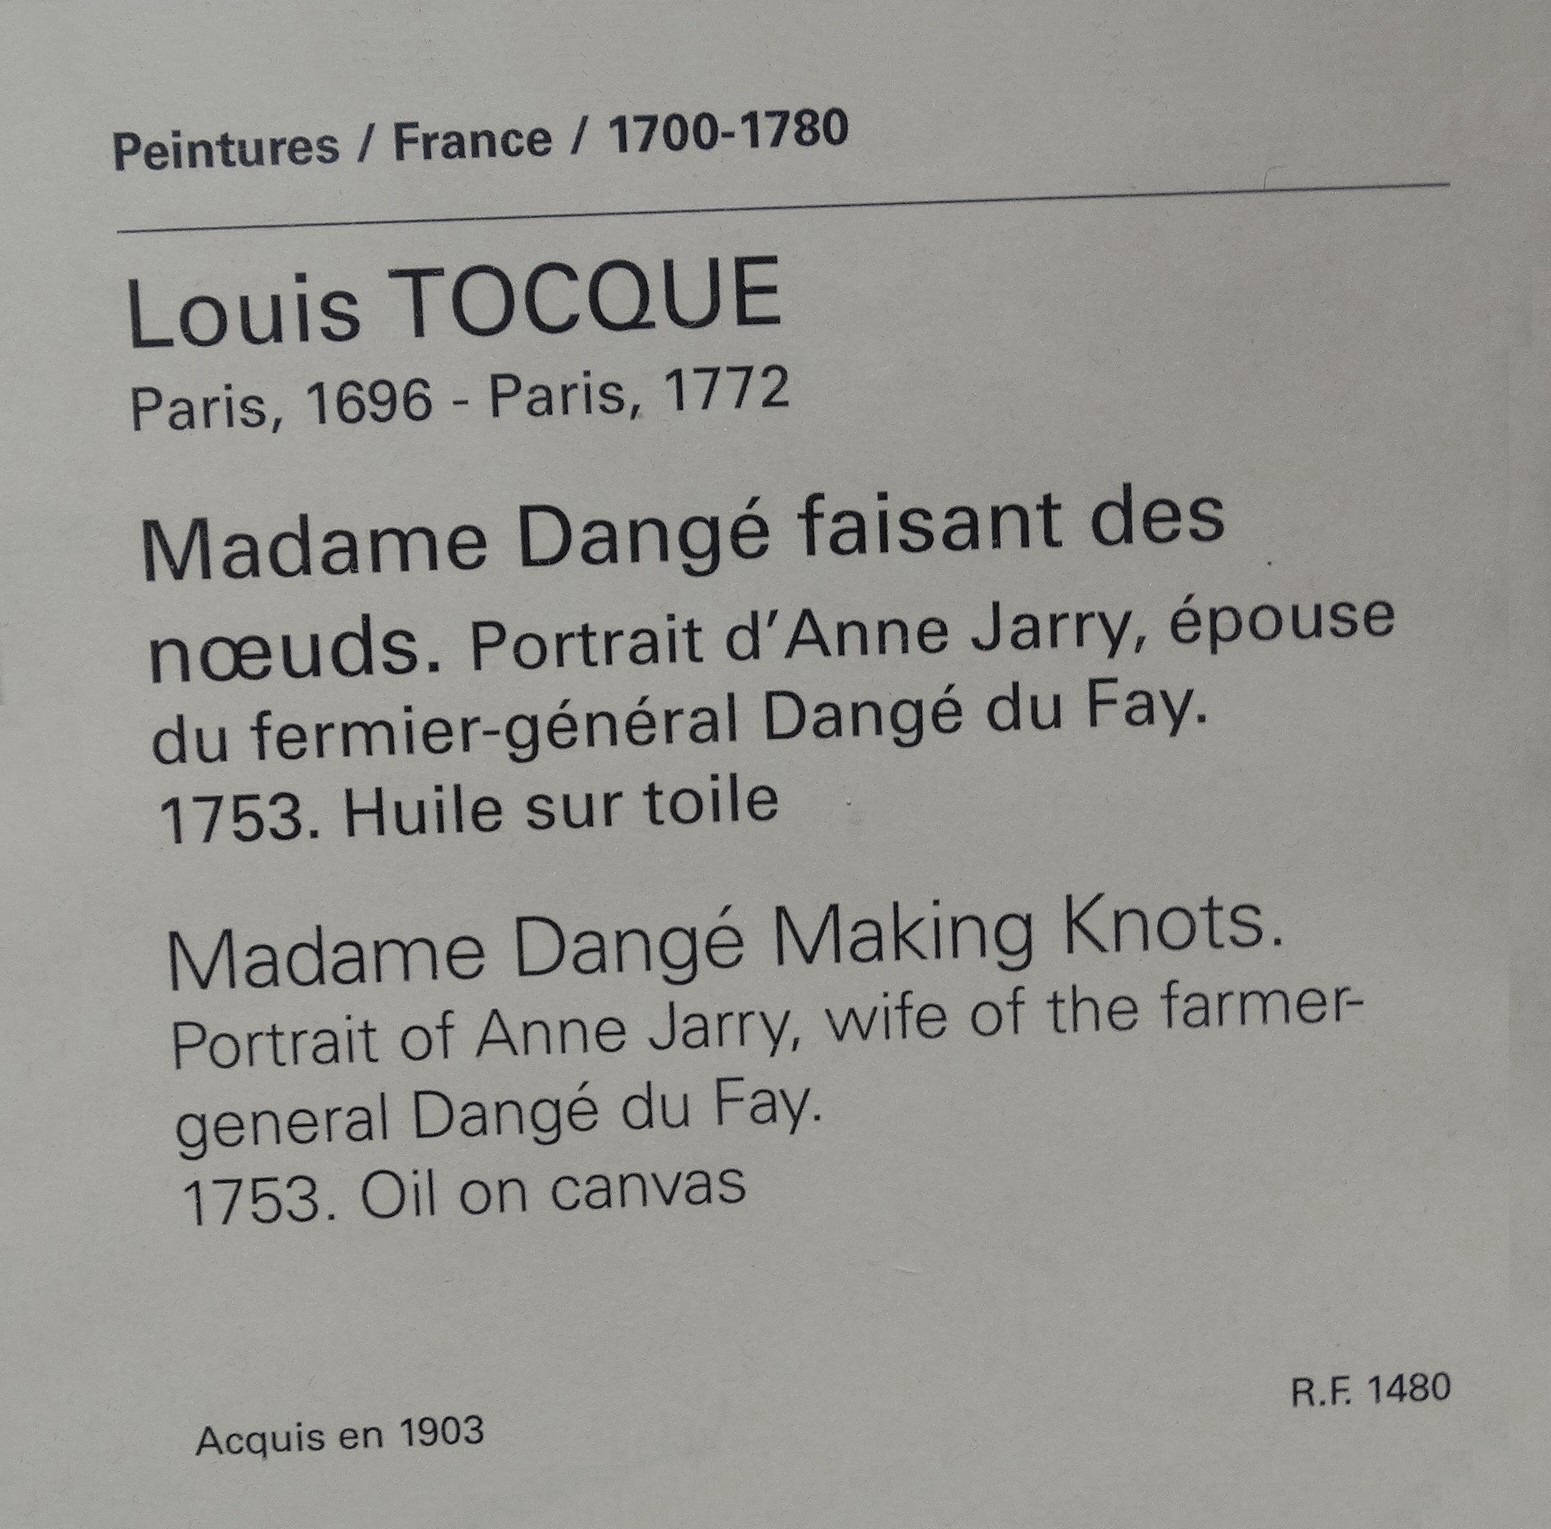 Peintures / France / 1700-1780
Louis TOCQUE
Paris, 1696 - Paris, 1772
Madame Dangé faisant des
nœuds. Portrait d’Anne Jarry, épouse
du fermier-général Dangé du Fay.
1753. Huile sur toile
Madame Dangé Making Knots.
Portrait of Anne Jarry, wife of the farmer-
general Dangé du Fay.
1753. Oil on canvas
R.F. 1480
Acquis en 1903